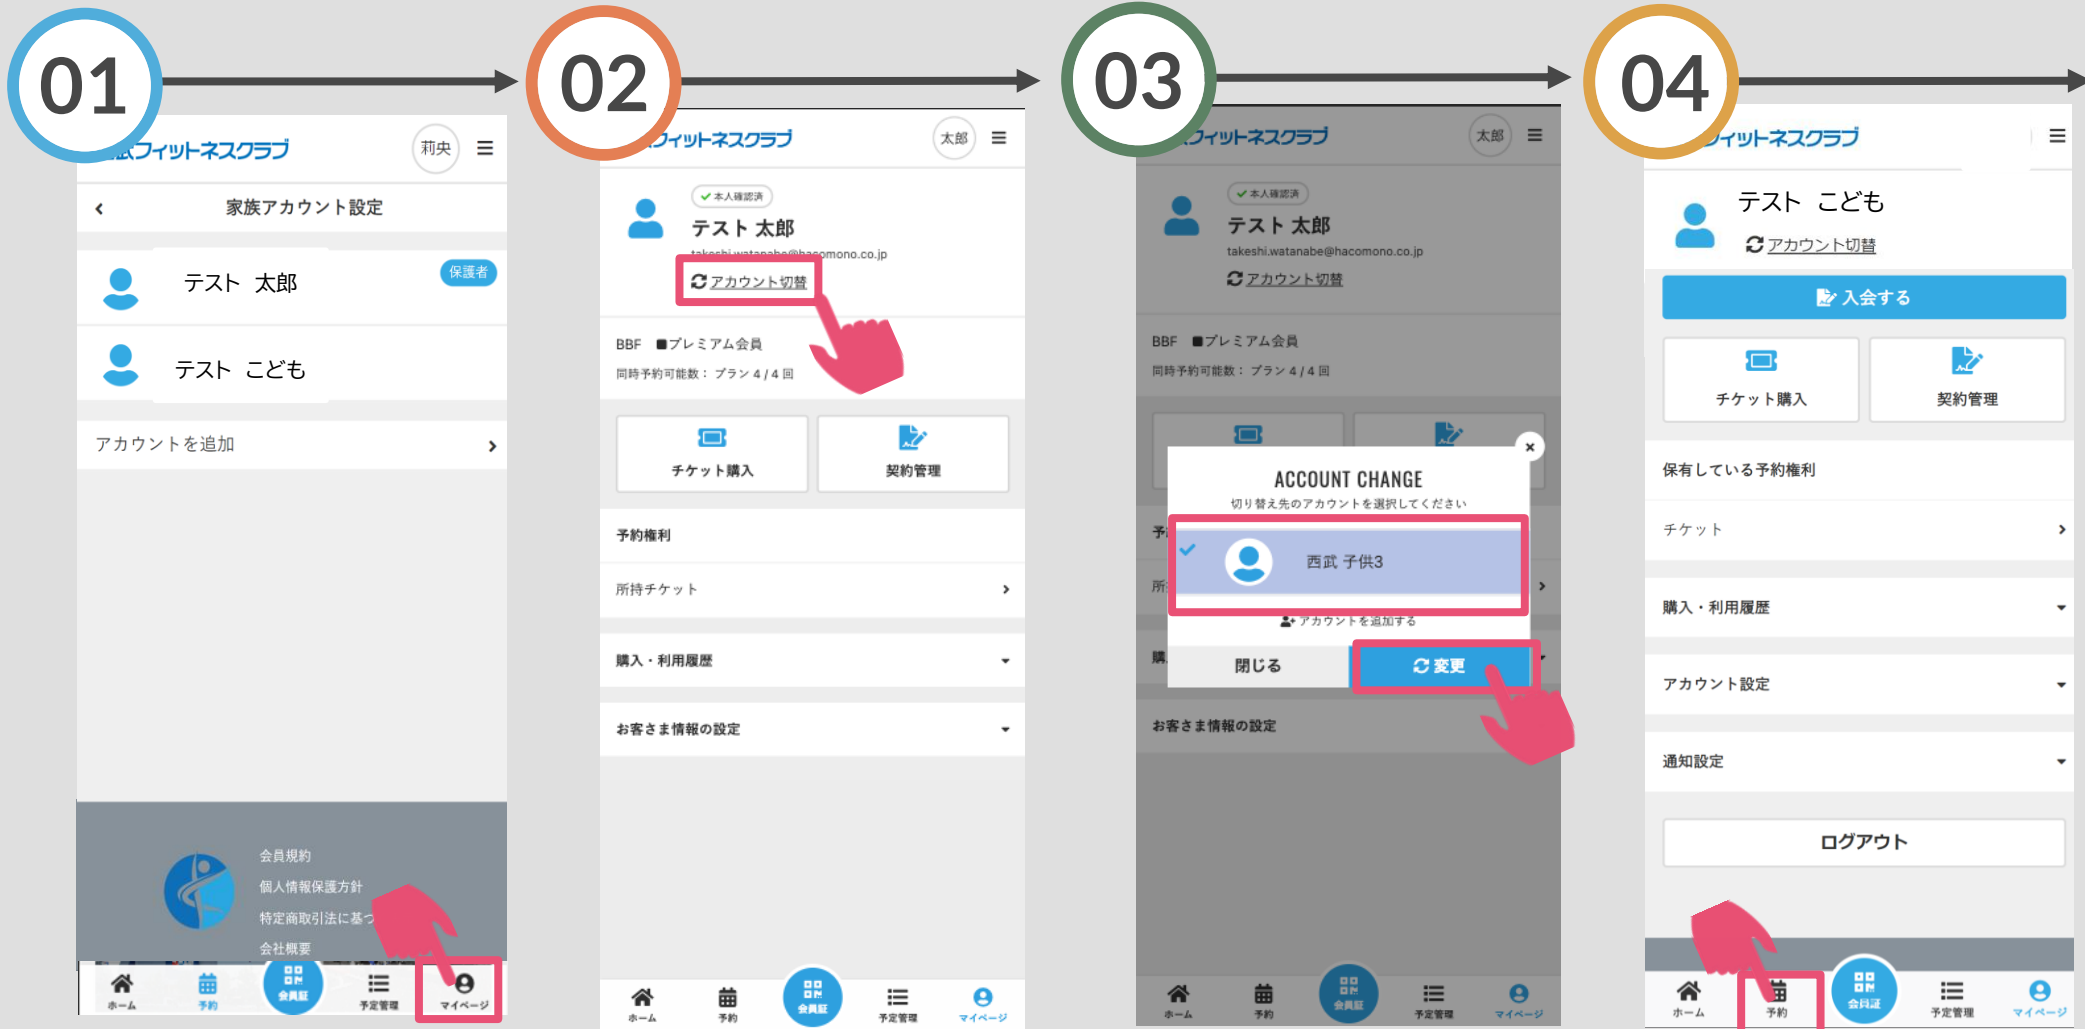 01
フィットネスクラブ
莉央
家族アカウント設定
テスト 太郎
保護者
テスト こども
アカウントを追加
会員規約
個人情報保護方針
特定商取引法に基づ
会社概要
ホーム
予約
会員証
予定管理
マイページ
02
フィットネスクラブ
太郎
本人確認済
テスト 太郎
takeshi.watanabe@hacomono.co.jp
アカウント切替
BBF ■プレミアム会員
同時予約可能数： プラン 4 / 4 回
チケット購入
契約管理
予約権利
所持チケット
購入・利用履歴
お客さま情報の設定
ホーム
予約
会員証
予定管理
マイページ
03
フィットネスクラブ
太郎
本人確認済
テスト 太郎
takeshi.watanabe@hacomono.co.jp
アカウント切替
BBF ■プレミアム会員
同時予約可能数： プラン 4 / 4 回
ACCOUNT CHANGE
切り替え先のアカウントを選択してください
予
西武 子供3
所
アカウントを追加する
購
閉じる
変更
お客さま情報の設定
ホーム
予約
会員証
予定管理
マイページ
04
フィットネスクラブ
テスト こども
アカウント切替
入会する
チケット購入
契約管理
保有している予約権利
チケット
購入・利用履歴
アカウント設定
通知設定
ログアウト
ホーム
予約
会員証
予定管理
マイページ